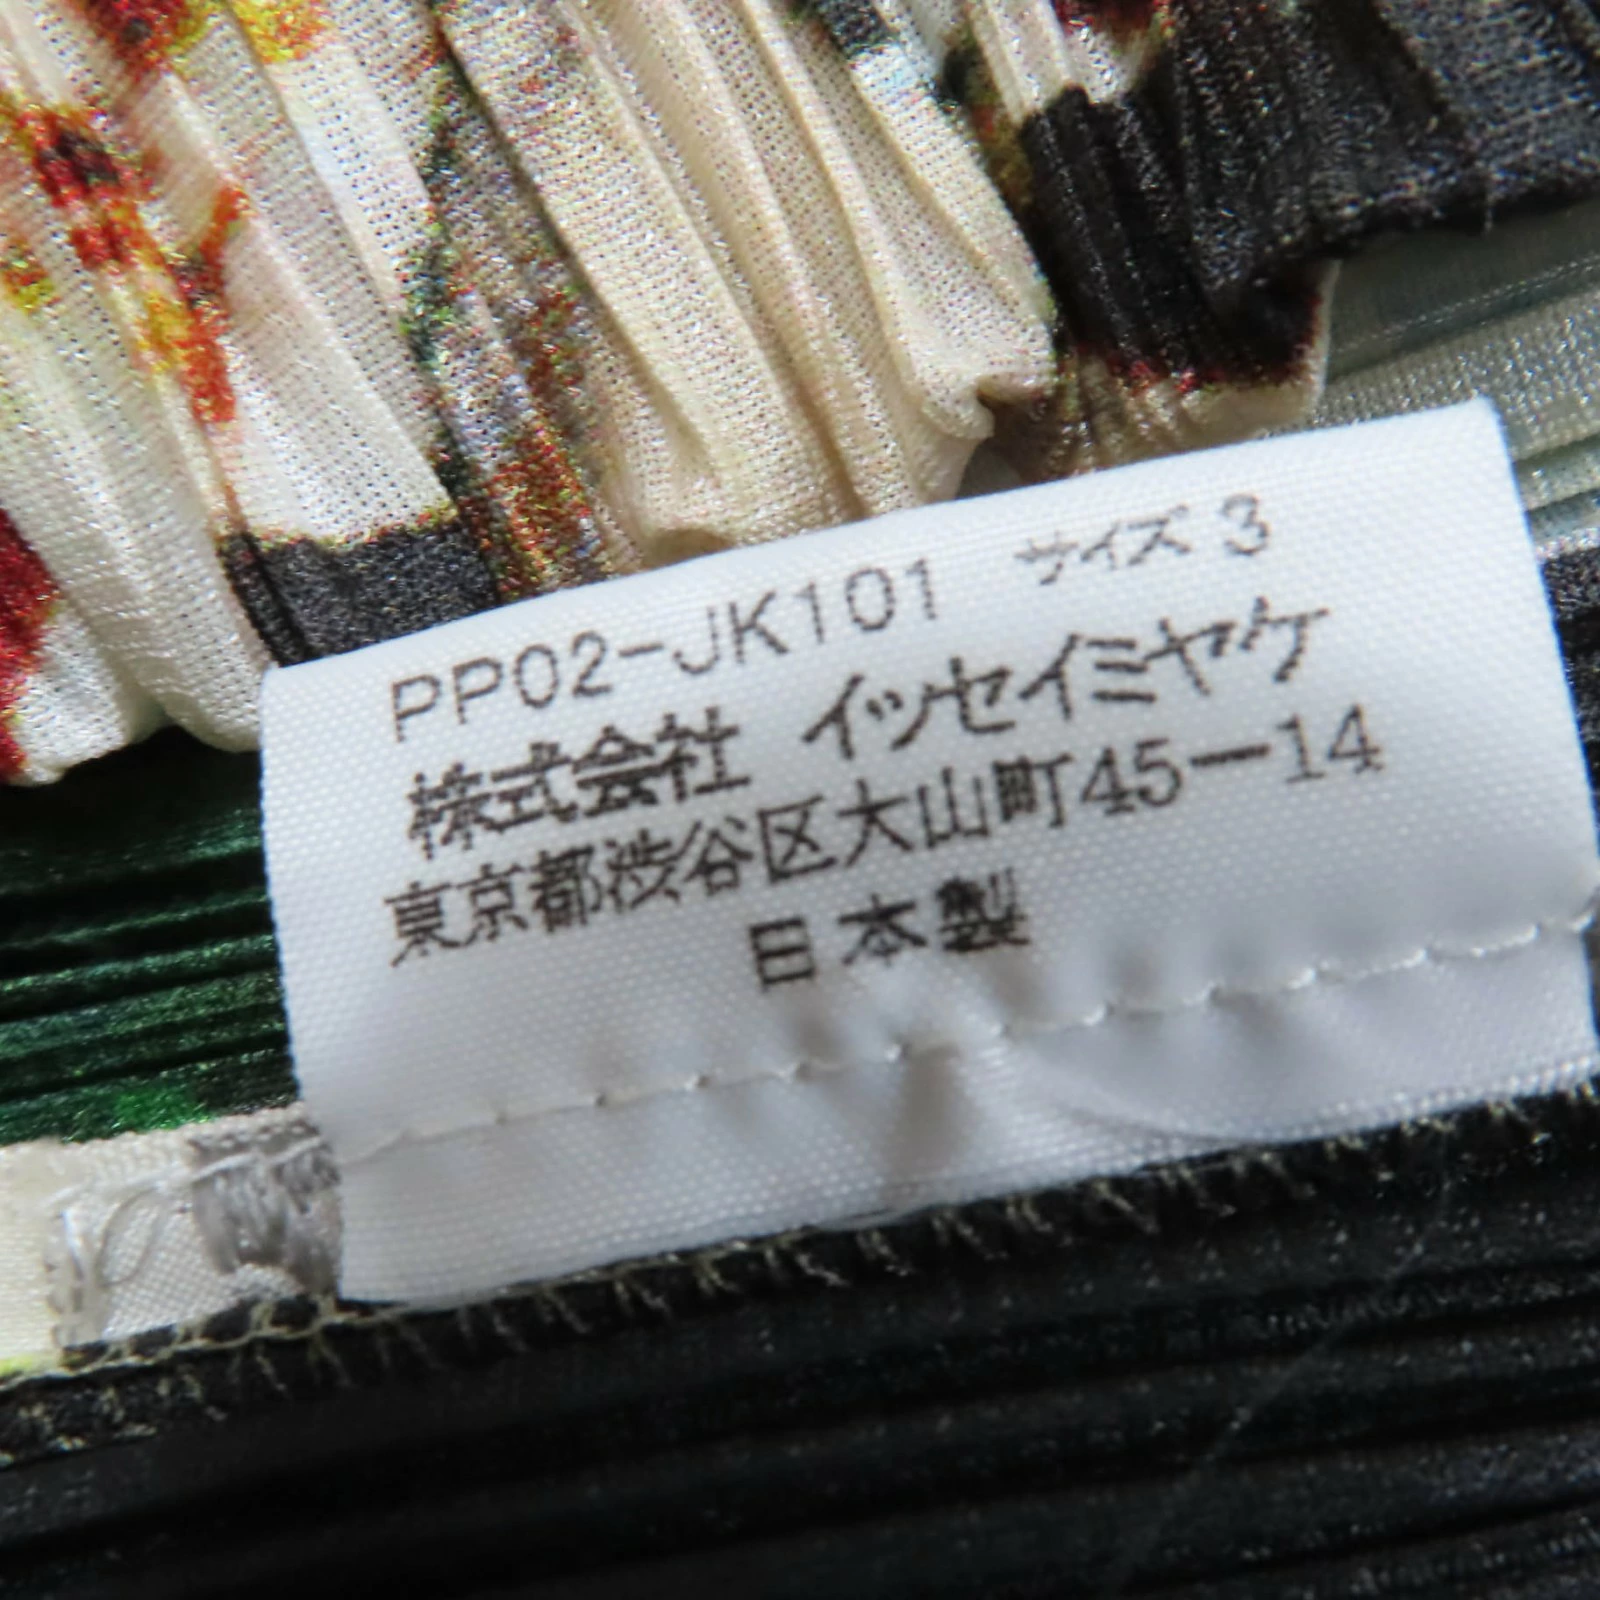 PP02-JK101 サイズ 3
株式会社 イッセイミヤケ
東京都渋谷区大山町45-14
日本製